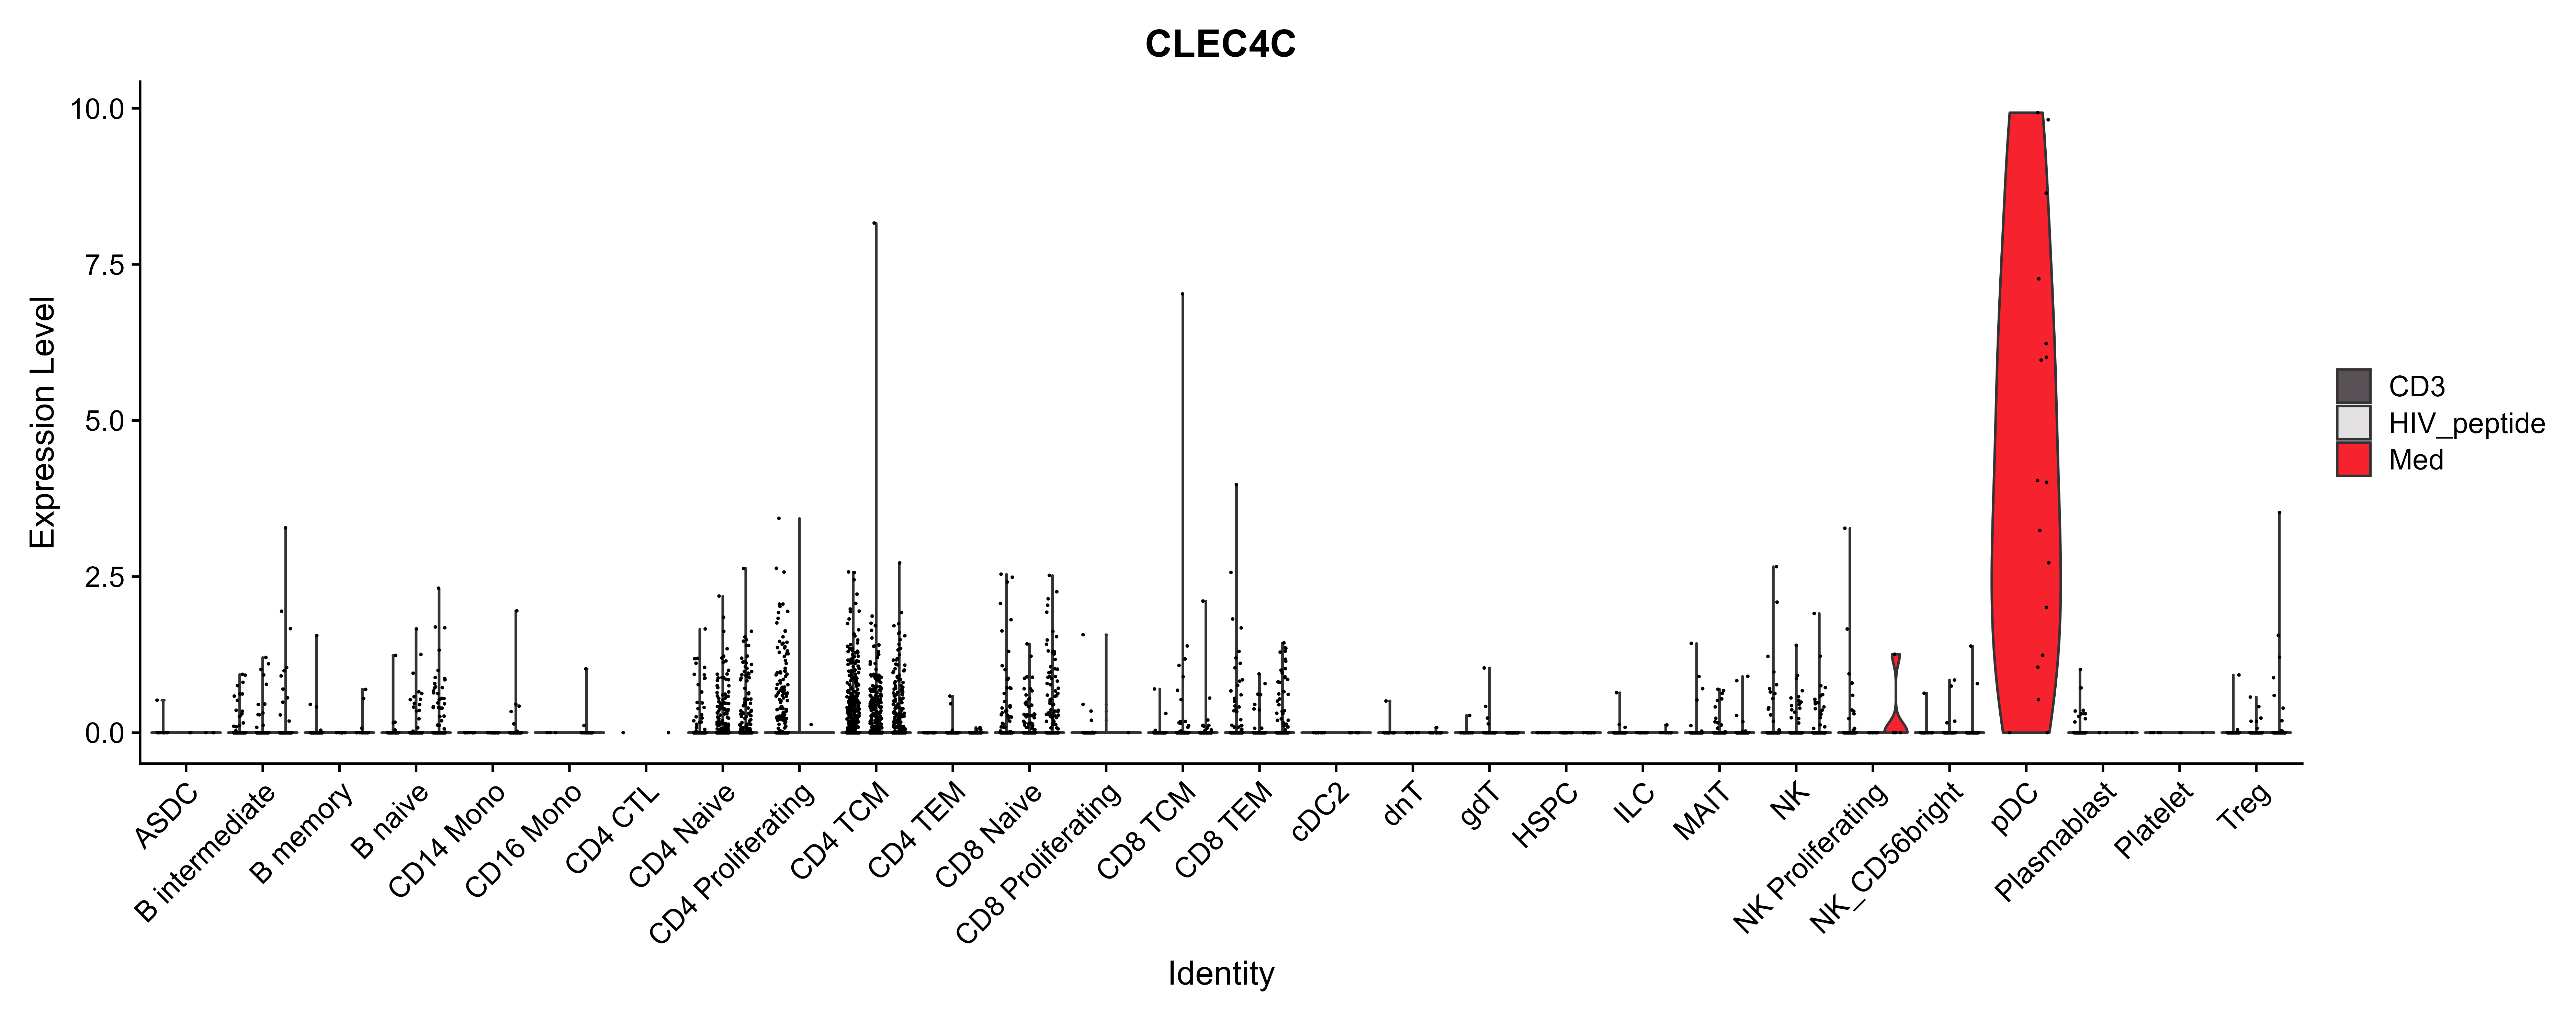 CLEC4C
Expression Level
10.0
7.5
5.0
2.5
0.0
ASDC
B intermediate
B memory
B naive
CD14 Mono
CD16 Mono
CD4 CTL
CD4 Naive
CD4 Proliferating
CD4 TCM
CD4 TEM
CD8 Naive
CD8 Proliferating
CD8 TCM
CD8 TEM
cDC2
dnT
gdT
HSPC
ILC
MAIT
NK
NK Proliferating
NK_CD56bright
pDC
Plasmablast
Platelet
Treg
Identity
CD3
HIV_peptide
Med